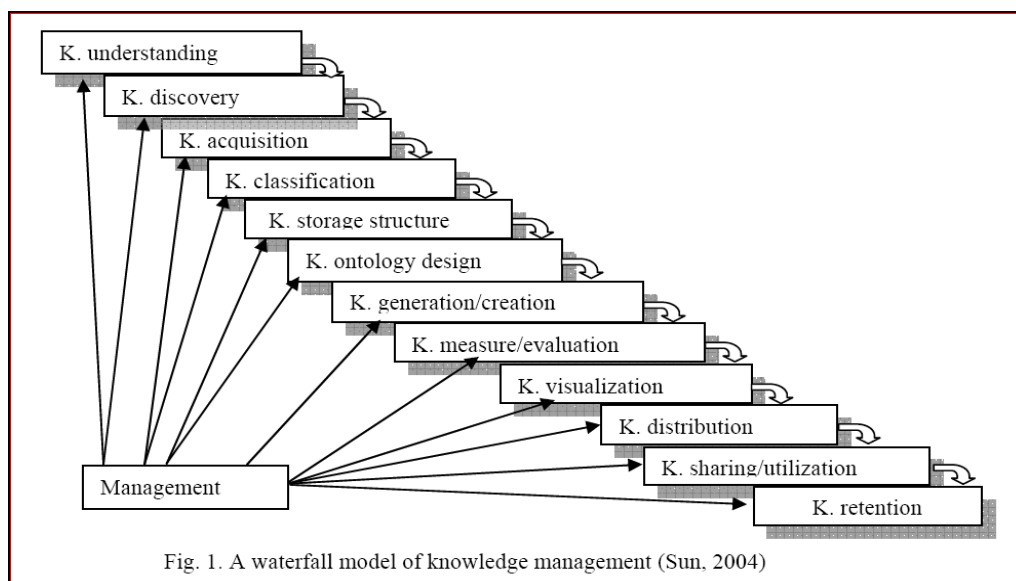 K. understanding
K. discovery
K. acquisition
K. classification
K. storage structure
K. ontology design
K. generation/creation
K. measure/evaluation
K. visualization
K. distribution
K. sharing/utilization
Management
K. retention
Fig. 1. A waterfall model of knowledge management (Sun, 2004)